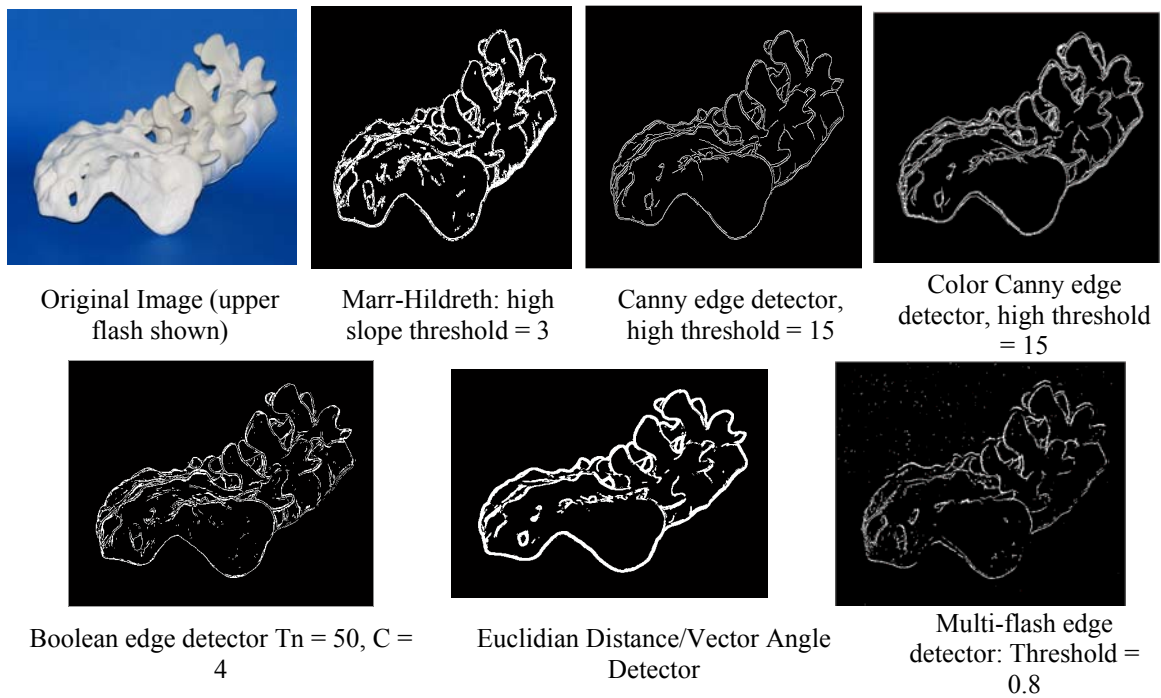 Original Image (upper
flash shown)
Marr-Hildreth: high
slope threshold = 3
Canny edge detector,
high threshold = 15
Color Canny edge
detector, high threshold
= 15
Boolean edge detector Tn = 50, C =
4
Euclidian Distance/Vector Angle
Detector
Multi-flash edge
detector: Threshold =
0.8